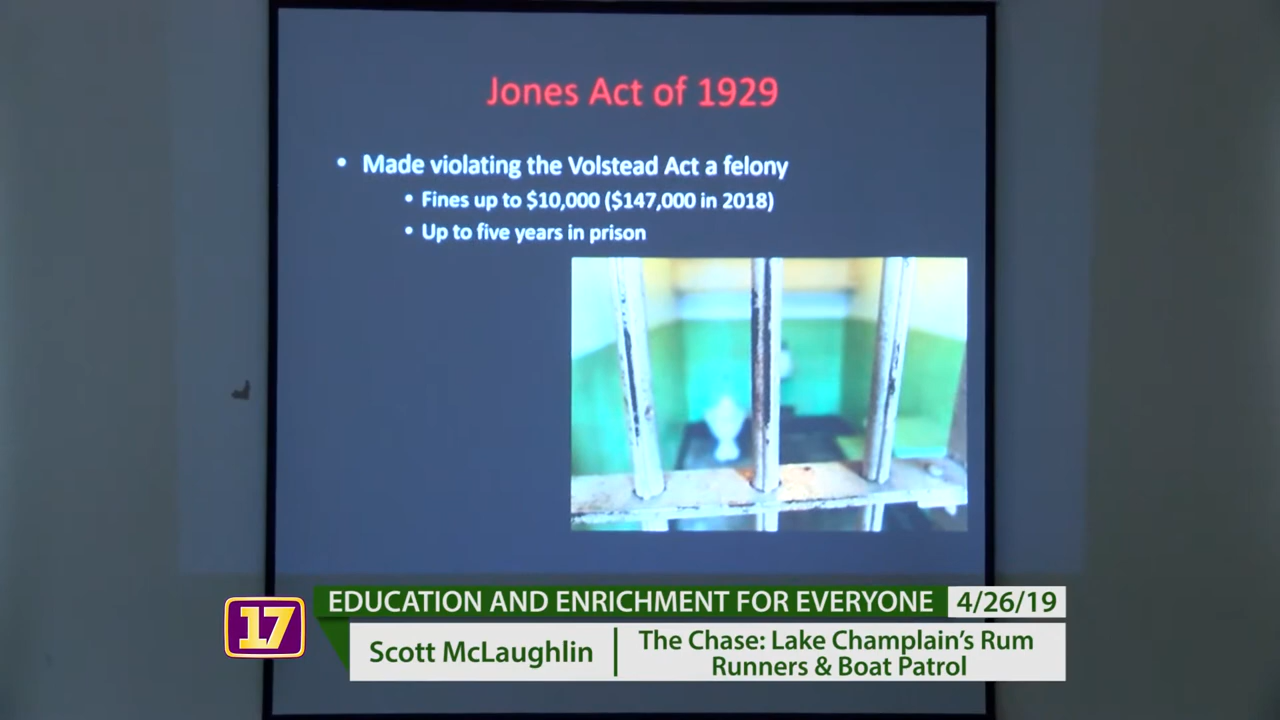 Jones Act of 1929
• Made violating the Volstead Act a felony
• Fines up to $10,000 ($147,000 in 2018)
• Up to five years in prison
17
EDUCATION AND ENRICHMENT FOR EVERYONE 4/26/19
Scott McLaughlin
The Chase: Lake Champlain's Rum
Runners & Boat Patrol